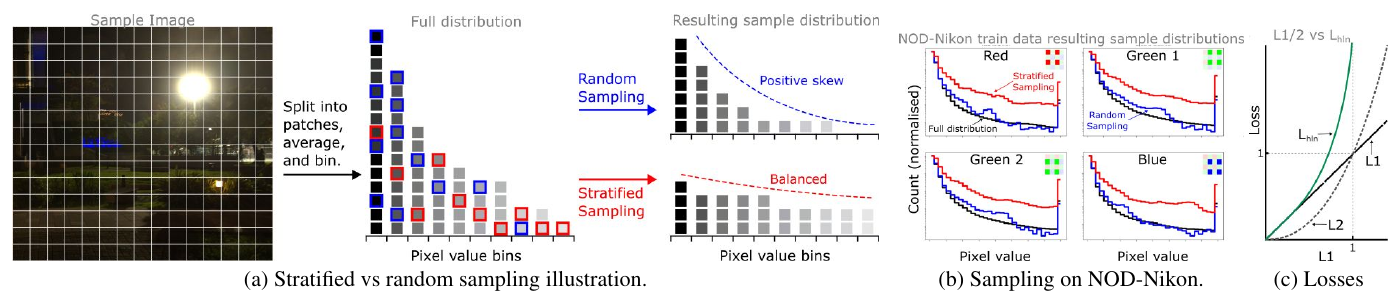 Sample Image
Split into
patches,
average,
and bin.
Full distribution
Pixel value bins
Random
Sampling
Stratified
Sampling
Resulting sample distribution
Positive skew
Balanced
Pixel value bins
(a) Stratified vs random sampling illustration.
NOD-Nikon train data resulting sample distributions
Count (normalised)
Red
Stratified
Sampling
Full distribution
Green 1
Random
Sampling
Green 2
Blue
Pixel value
Pixel value
(b) Sampling on NOD-Nikon.
L1/2 vs Lhln
Loss
1
Lhln
L1
L2
1
L1
(c) Losses